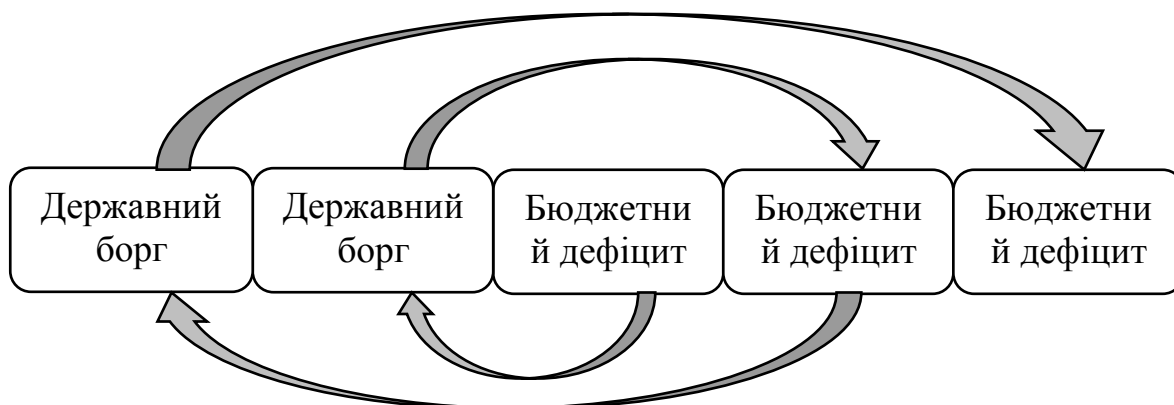 Державний
борг
Державний
борг
Бюджетни
й дефіцит
Бюджетни
й дефіцит
Бюджетни
й дефіцит